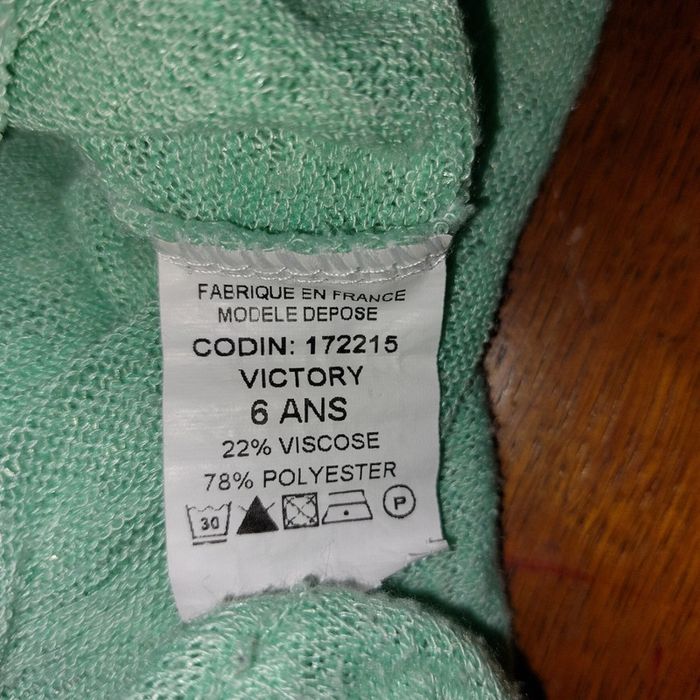 FABRIQUE EN FRANCE
MODELE DEPOSE
CODIN: 172215
VICTORY
6 ANS
22% VISCOSE
78% POLYESTER
30 P